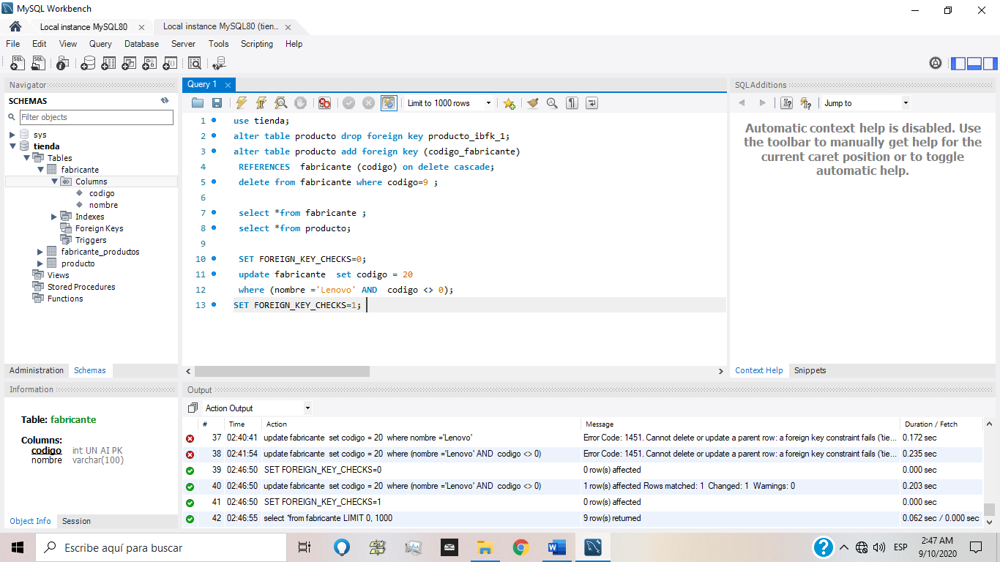 MySQL Workbench
Local instance MySQL80
Local instance MySQL80 (tien...
File Edit View Query Database Server Tools Scripting Help
Navigator
SCHEMAS
Filter objects
sys
tienda
Tables
fabricante
Columns
codigo
nombre
Indexes
Foreign Keys
Triggers
fabricante_productos
producto
Views
Stored Procedures
Functions
Administration Schemas
Information
Table: fabricante
Columns:
codigo int UN AI PK
nombre varchar(100)
Object Info Session
Query 1
Limit to 1000 rows
1 use tienda;
2 alter table producto drop foreign key producto_ibfk_1;
3 alter table producto add foreign key (codigo_fabricante)
4 REFERENCES fabricante (codigo) on delete cascade;
5 delete from fabricante where codigo=9 ;
6
7 select *from fabricante ;
8 select *from producto;
9
10 SET FOREIGN_KEY_CHECKS=0;
11 update fabricante set codigo = 20
12 where (nombre ='Lenovo' AND codigo <> 0);
13 SET FOREIGN_KEY_CHECKS=1;
SQLAdditions
Jump to
Automatic context help is disabled. Use
the toolbar to manually get help for the
current caret position or to toggle
automatic help.
Context Help Snippets
Output
Action Output
# Time Action Message Duration / Fetch
37 02:40:41 update fabricante set codigo = 20 where nombre ='Lenovo' Error Code: 1451. Cannot delete or update a parent row: a foreign key constraint fails (`tie... 0.172 sec
38 02:41:54 update fabricante set codigo = 20 where (nombre ='Lenovo' AND codigo <> 0) Error Code: 1451. Cannot delete or update a parent row: a foreign key constraint fails (`tie... 0.235 sec
39 02:46:50 SET FOREIGN_KEY_CHECKS=0 0 row(s) affected 0.000 sec
40 02:46:50 update fabricante set codigo = 20 where (nombre ='Lenovo' AND codigo <> 0) 1 row(s) affected Rows matched: 1 Changed: 1 Warnings: 0 0.203 sec
41 02:46:50 SET FOREIGN_KEY_CHECKS=1 0 row(s) affected 0.000 sec
42 02:46:55 select *from fabricante LIMIT 0, 1000 9 row(s) returned 0.062 sec / 0.000 sec
Escribe aquí para buscar
ESP
2:47 AM
9/10/2020